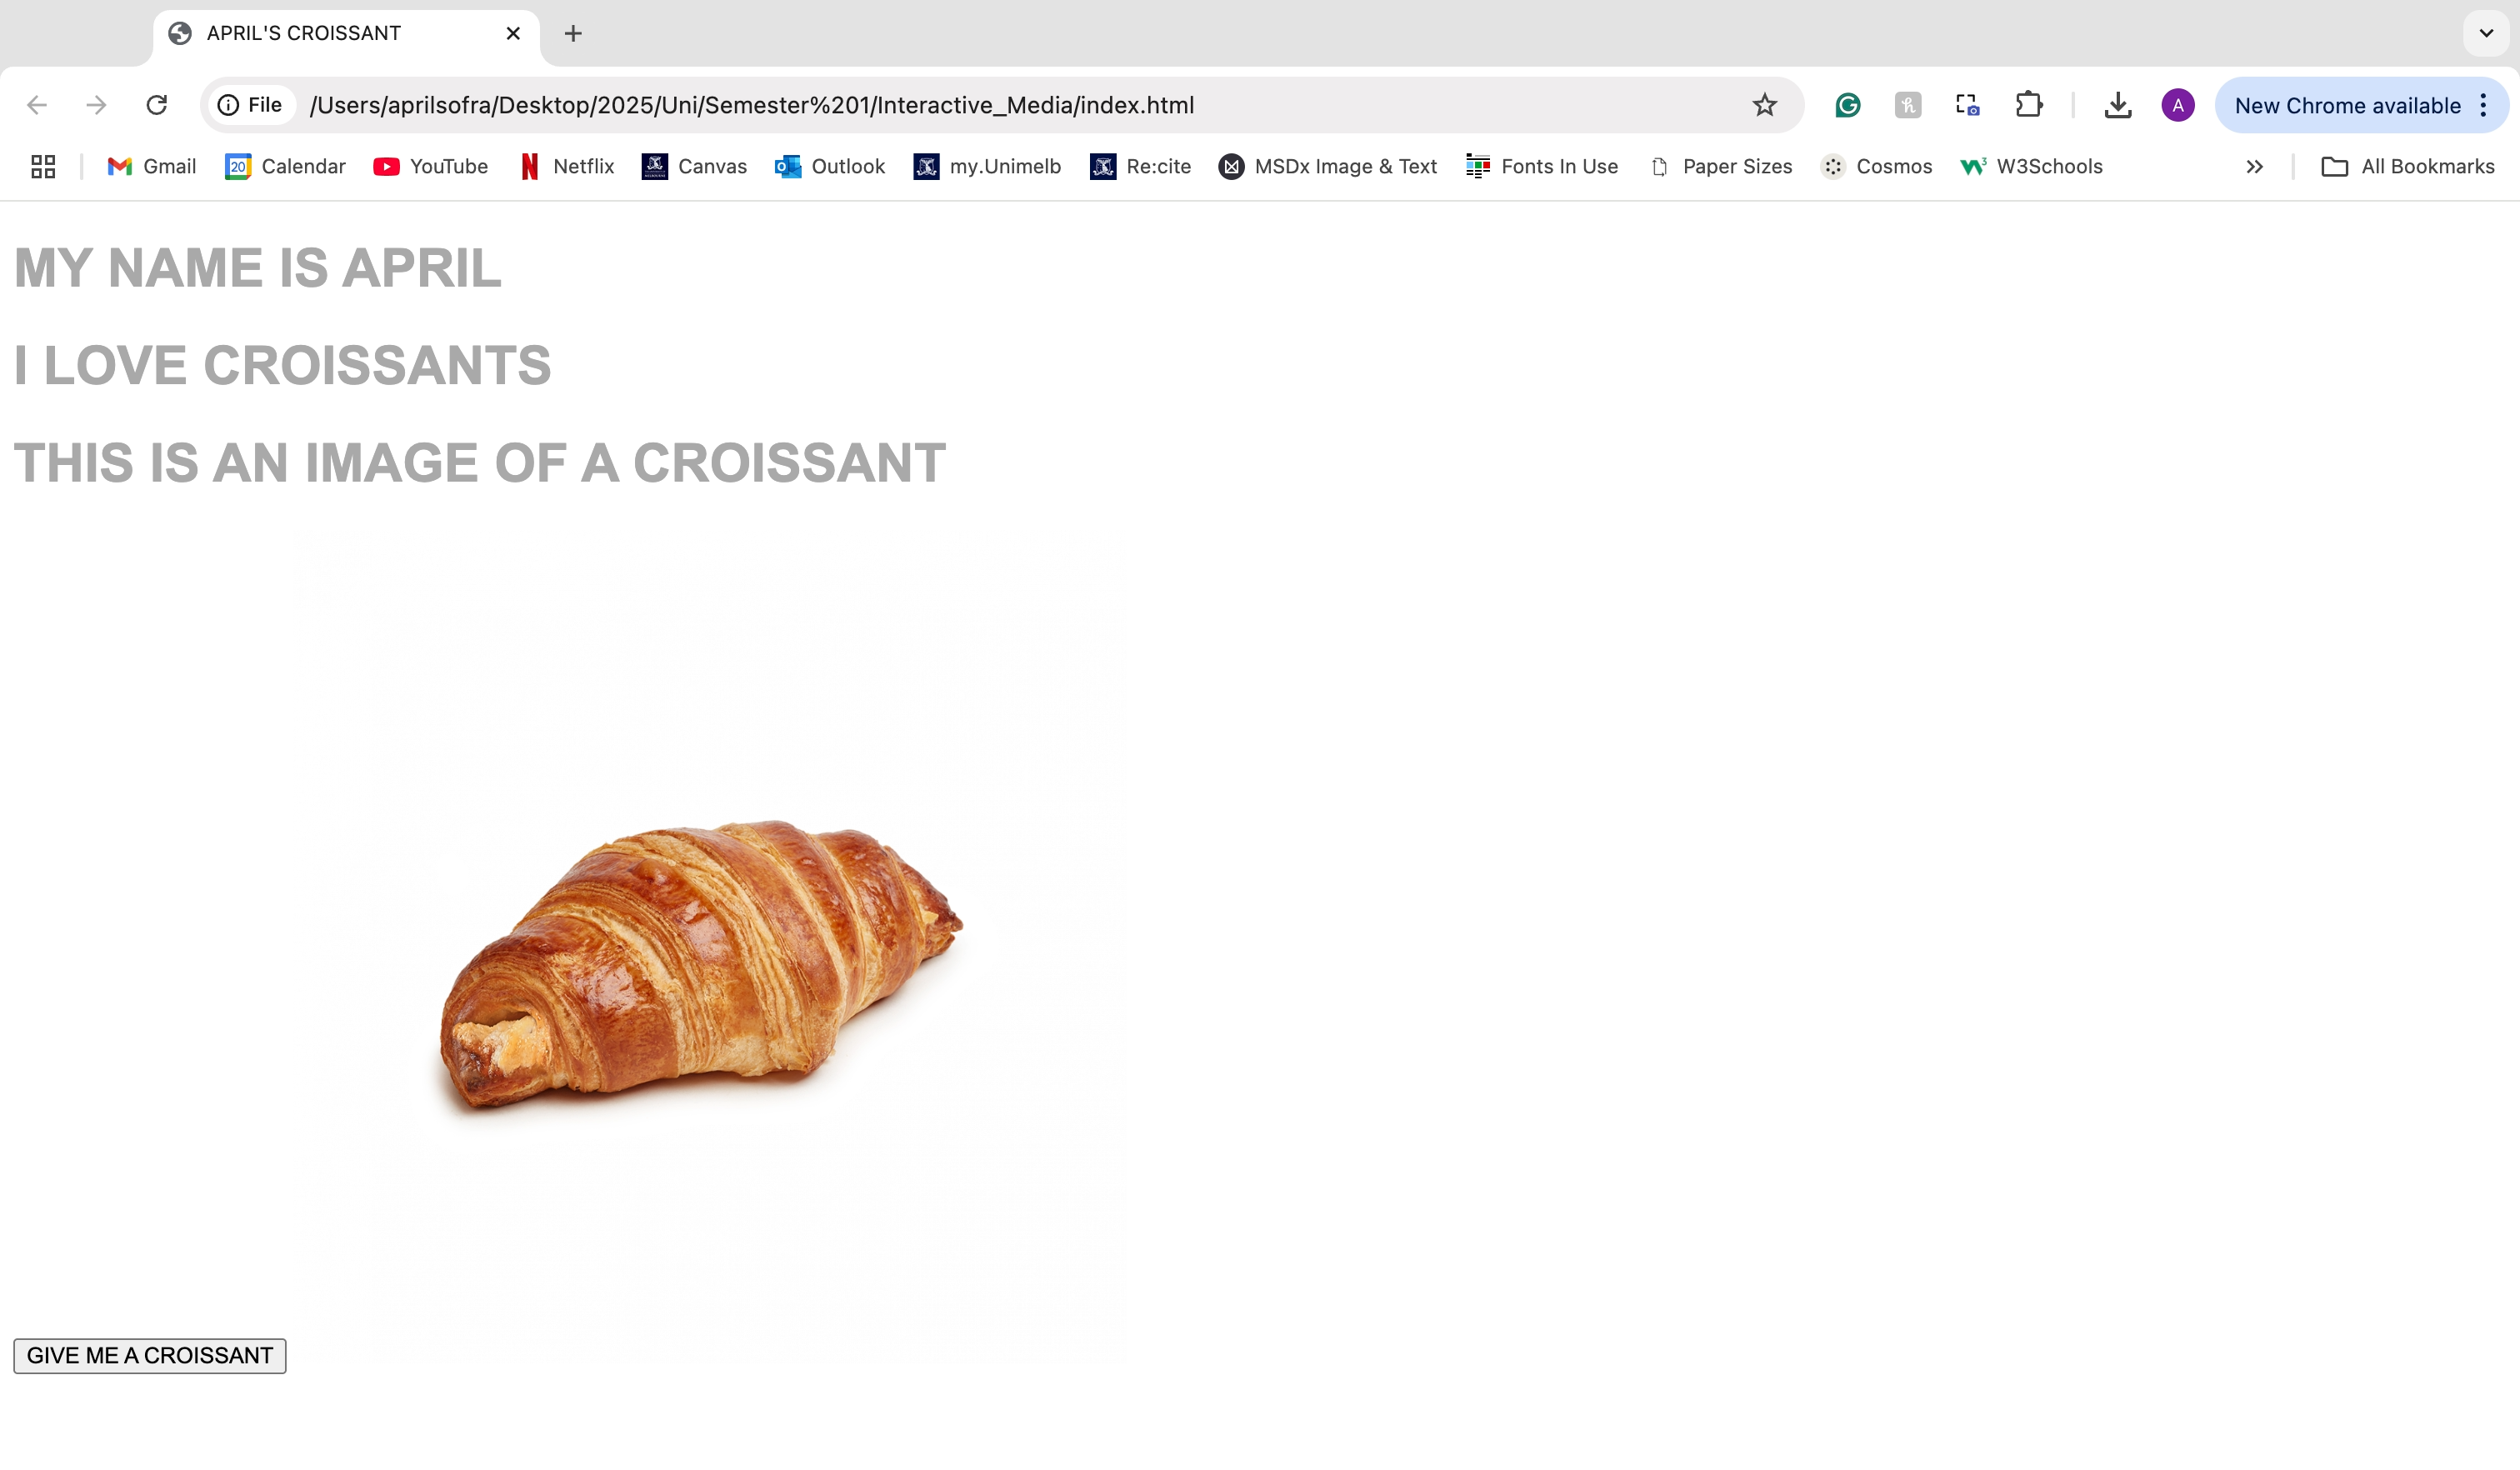 APRIL'S CROISSANT
File /Users/aprilsofra/Desktop/2025/Uni/Semester%201/Interactive_Media/index.html A New Chrome available
Gmail 20 Calendar YouTube Netflix Canvas Outlook my.Unimelb Re:cite MSDx Image & Text Fonts In Use Paper Sizes Cosmos W3Schools All Bookmarks
MY NAME IS APRIL
I LOVE CROISSANTS
THIS IS AN IMAGE OF A CROISSANT
GIVE ME A CROISSANT